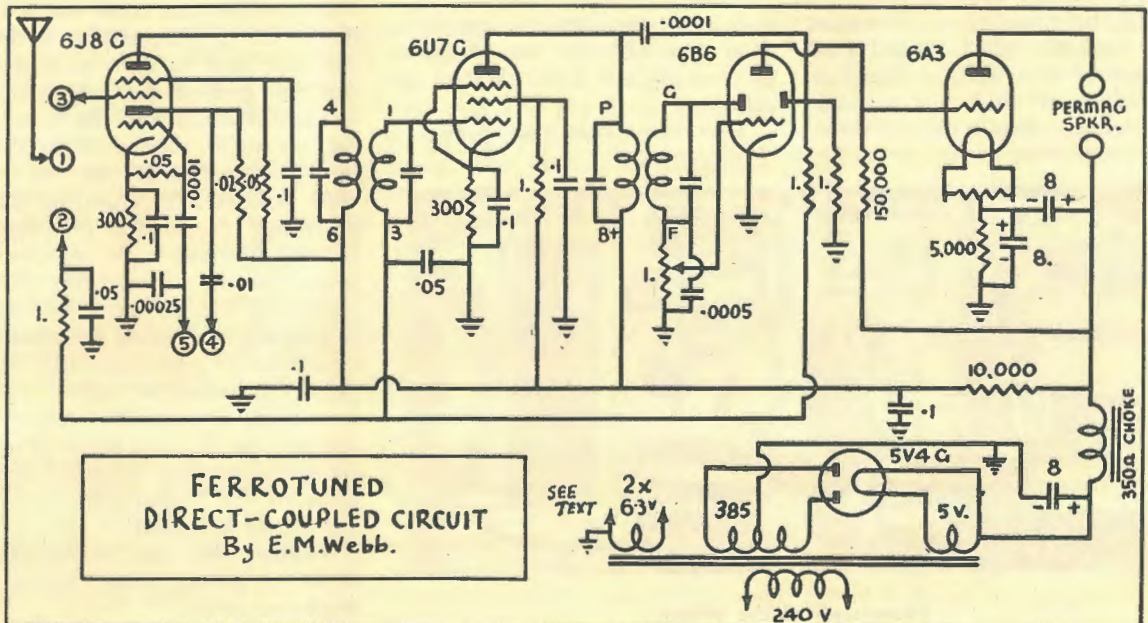 6J8G
6U7G
·0001
6B6
6A3
③
①
②
④
⑤
4
6
1
3
P
B+
G
F
PERMAG
SPKR.
·05
·0001
·02
·05
·1
300
·1
·00025
·01
·05
1.
300
·1
·05
1.
·1
1.
·0005
1.
1.
150,000
8
- +
5,000
+
8.
-
·1
10,000
·1
350Ω CHOKE
8
- +
5V4G
5V.
385
2x
6·3V
SEE
TEXT
240 V
FERROTUNED
DIRECT-COUPLED CIRCUIT
By E.M.Webb.